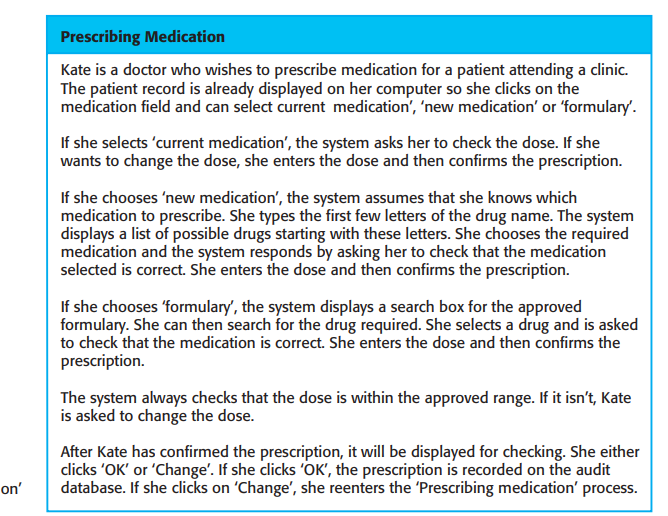 Prescribing Medication
Kate is a doctor who wishes to prescribe medication for a patient attending a clinic.
The patient record is already displayed on her computer so she clicks on the
medication field and can select current  medication’, ‘new medication’ or ‘formulary’.
If she selects ‘current medication’, the system asks her to check the dose. If she
wants to change the dose, she enters the dose and then confirms the prescription.
If she chooses ‘new medication’, the system assumes that she knows which
medication to prescribe. She types the first few letters of the drug name. The system
displays a list of possible drugs starting with these letters. She chooses the required
medication and the system responds by asking her to check that the medication
selected is correct. She enters the dose and then confirms the prescription.
If she chooses ‘formulary’, the system displays a search box for the approved
formulary. She can then search for the drug required. She selects a drug and is asked
to check that the medication is correct. She enters the dose and then confirms the
prescription.
The system always checks that the dose is within the approved range. If it isn’t, Kate
is asked to change the dose.
After Kate has confirmed the prescription, it will be displayed for checking. She either
clicks ‘OK’ or ‘Change’. If she clicks ‘OK’, the prescription is recorded on the audit
database. If she clicks on ‘Change’, she reenters the ‘Prescribing medication’ process.
on’